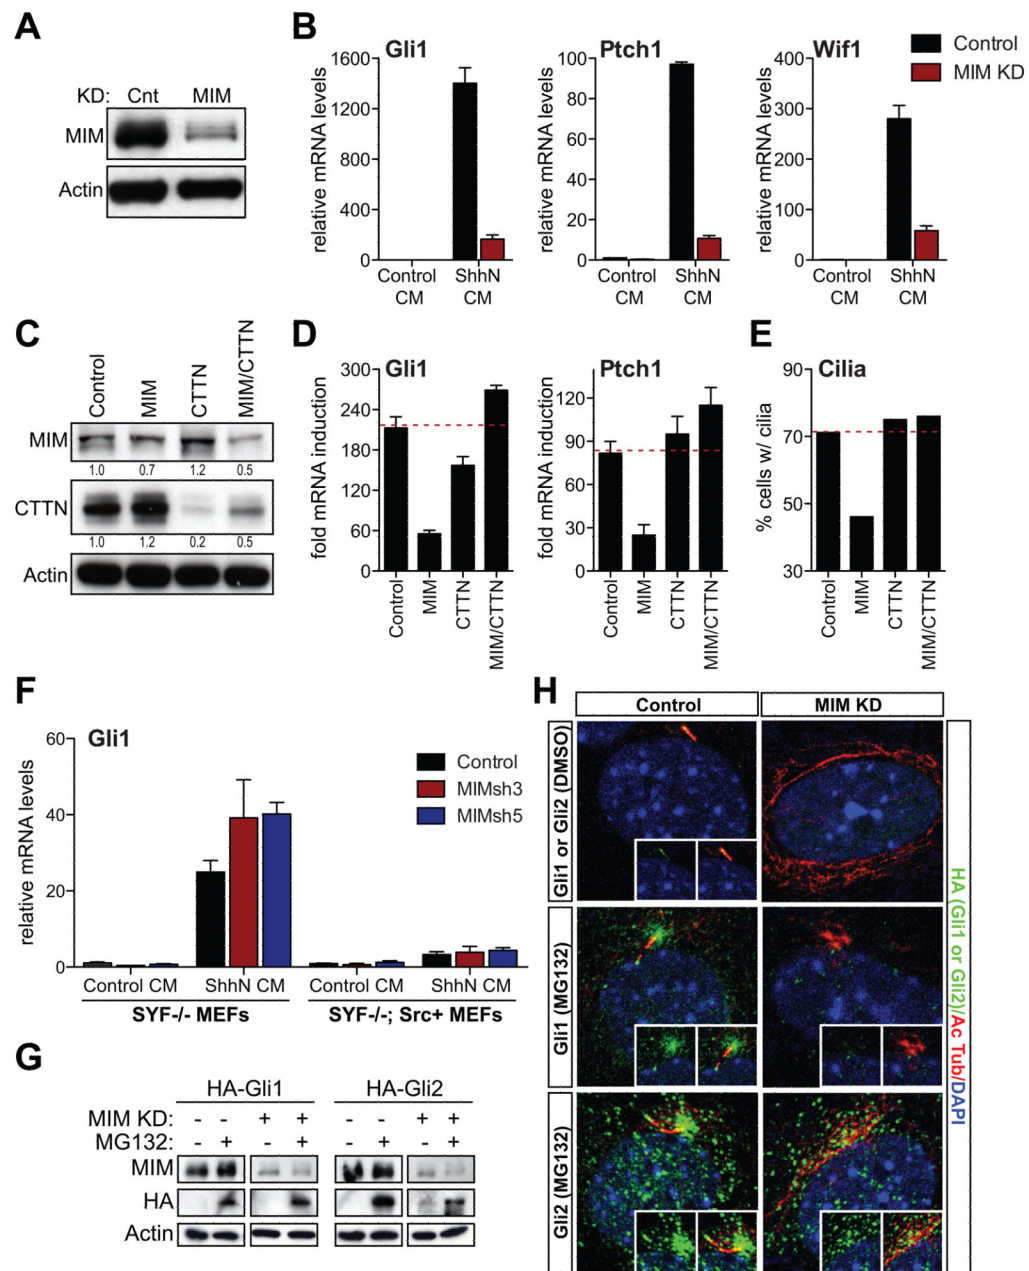 A
KD: Cnt MIM
MIM
Actin
B
Gli1
relative mRNA levels
1600
1200
800
400
0
Control CM
ShhN CM
Ptch1
relative mRNA levels
100
80
60
40
20
0
Control CM
ShhN CM
Wif1
relative mRNA levels
400
300
200
100
0
Control CM
ShhN CM
Control
MIM KD
C
Control
MIM
CTTN
MIM/CTTN
MIM
1.0 0.7 1.2 0.5
CTTN
1.0 1.2 0.2 0.5
Actin
D
Gli1
fold mRNA induction
300
240
180
120
60
0
Control
MIM
CTTN
MIM/CTTN
Ptch1
fold mRNA induction
120
90
60
30
0
Control
MIM
CTTN
MIM/CTTN
E
Cilia
% cells w/ cilia
90
70
50
30
Control
MIM
CTTN
MIM/CTTN
F
Gli1
relative mRNA levels
60
40
20
0
Control
MIMsh3
MIMsh5
Control CM ShhN CM Control CM ShhN CM
SYF-/- MEFs SYF-/-; Src+ MEFs
G
HA-Gli1 HA-Gli2
MIM KD: - - + + - - + +
MG132: - + - + - + - +
MIM
HA
Actin
H
Control MIM KD
Gli1 or Gli2 (DMSO)
Gli1 (MG132)
Gli2 (MG132)
HA (Gli1 or Gli2)/Ac Tub/DAPI